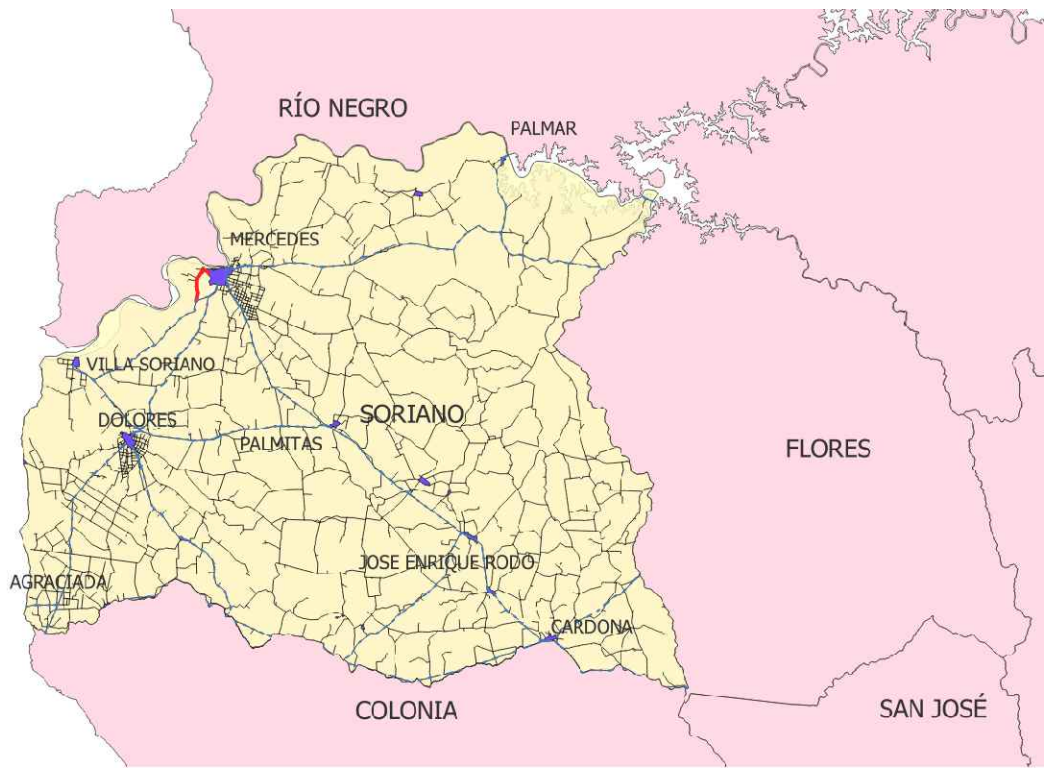 RÍO NEGRO
PALMAR
MERCEDES
VILLA SORIANO
DOLORES
SORIANO
PALMITAS
FLORES
JOSE ENRIQUE RODO
AGRACIADA
CARDONA
COLONIA
SAN JOSÉ